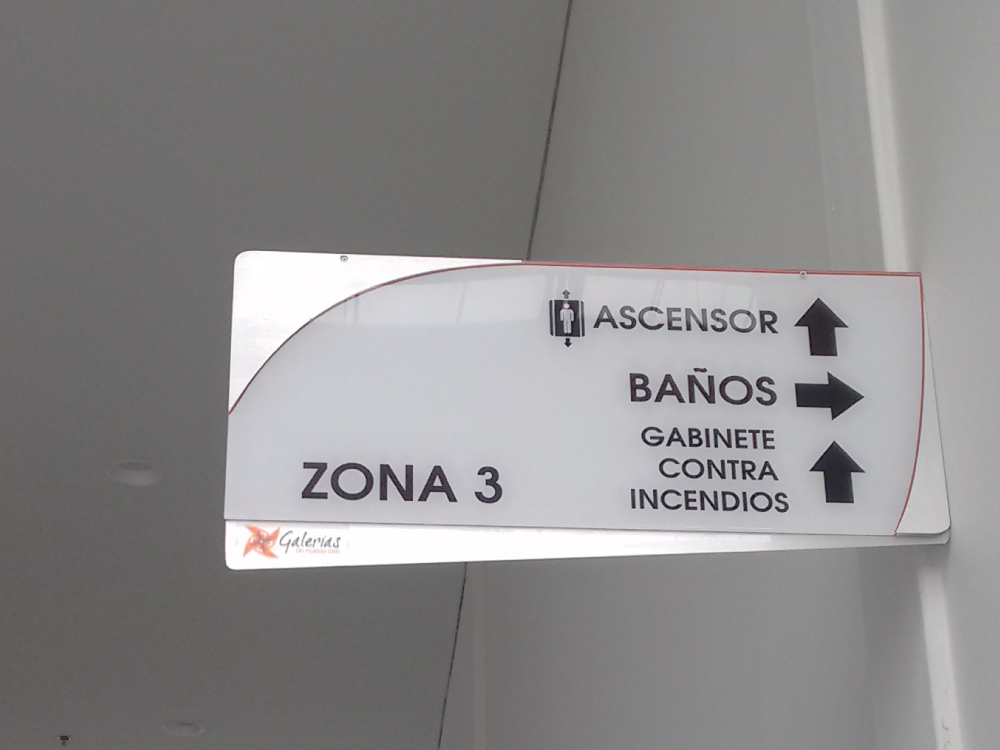 ASCENSOR
BAÑOS
GABINETE
CONTRA
INCENDIOS
ZONA 3
Galerias